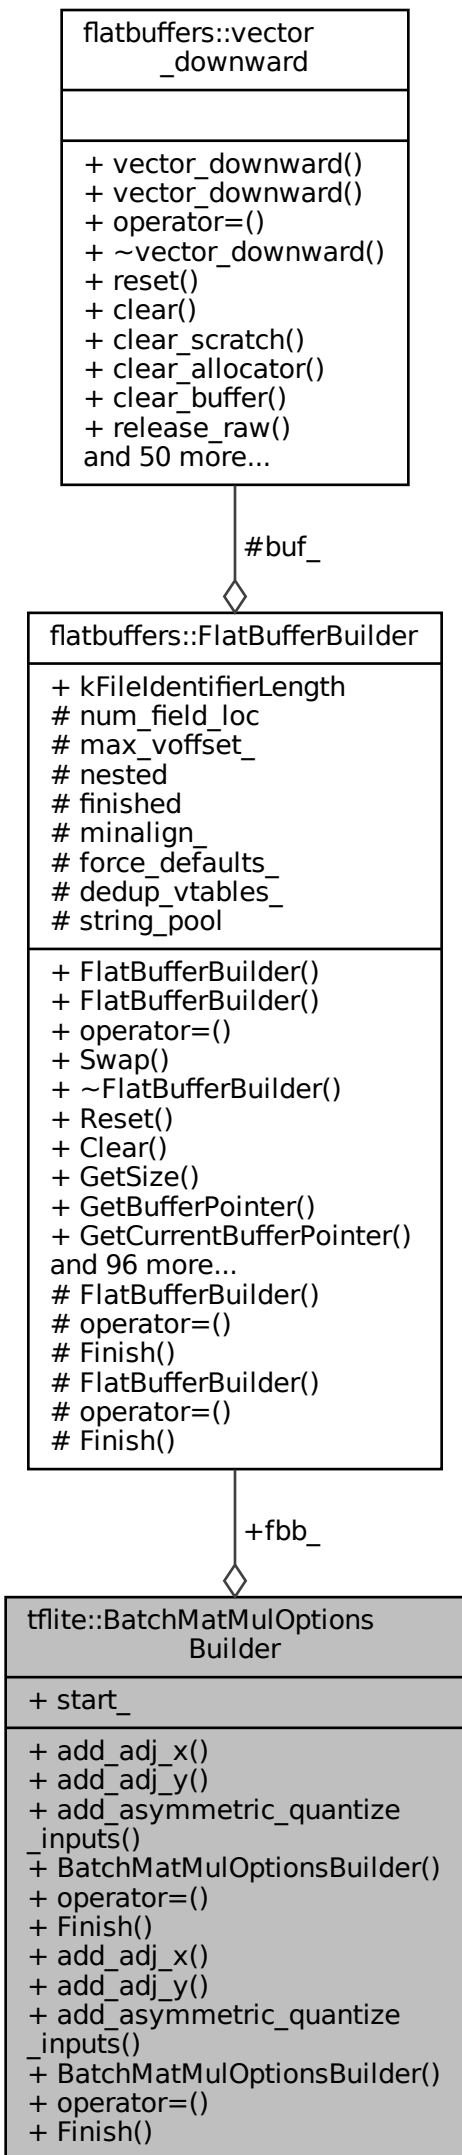 flatbuffers::vector
_downward
+ vector_downward()
+ vector_downward()
+ operator=()
+ ~vector_downward()
+ reset()
+ clear()
+ clear_scratch()
+ clear_allocator()
+ clear_buffer()
+ release_raw()
and 50 more...
#buf_
flatbuffers::FlatBufferBuilder
+ kFileIdentifierLength
# num_field_loc
# max_voffset_
# nested
# finished
# minalign_
# force_defaults_
# dedup_vtables_
# string_pool
+ FlatBufferBuilder()
+ FlatBufferBuilder()
+ operator=()
+ Swap()
+ ~FlatBufferBuilder()
+ Reset()
+ Clear()
+ GetSize()
+ GetBufferPointer()
+ GetCurrentBufferPointer()
and 96 more...
# FlatBufferBuilder()
# operator=()
# Finish()
# FlatBufferBuilder()
# operator=()
# Finish()
+fbb_
tflite::BatchMatMulOptions
Builder
+ start_
+ add_adj_x()
+ add_adj_y()
+ add_asymmetric_quantize
_inputs()
+ BatchMatMulOptionsBuilder()
+ operator=()
+ Finish()
+ add_adj_x()
+ add_adj_y()
+ add_asymmetric_quantize
_inputs()
+ BatchMatMulOptionsBuilder()
+ operator=()
+ Finish()